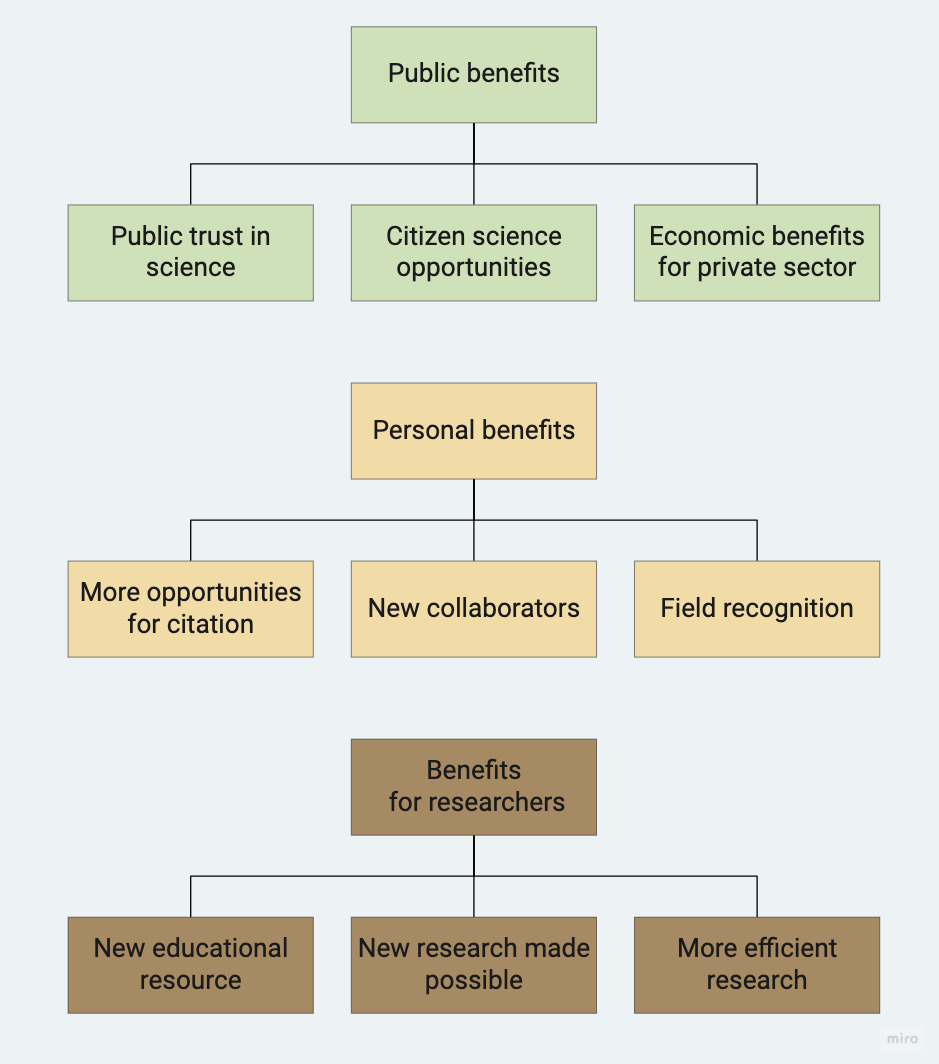 Public benefits
Public trust in
science
Citizen science
opportunities
Economic benefits
for private sector
Personal benefits
More opportunities
for citation
New collaborators
Field recognition
Benefits
for researchers
New educational
resource
New research made
possible
More efficient
research
miro